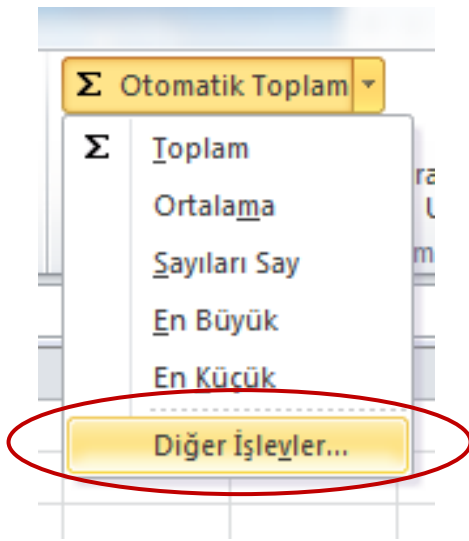 Σ Otomatik Toplam
Σ Toplam
Ortalama
Sayıları Say
En Büyük
En Küçük
Diğer İşlevler...